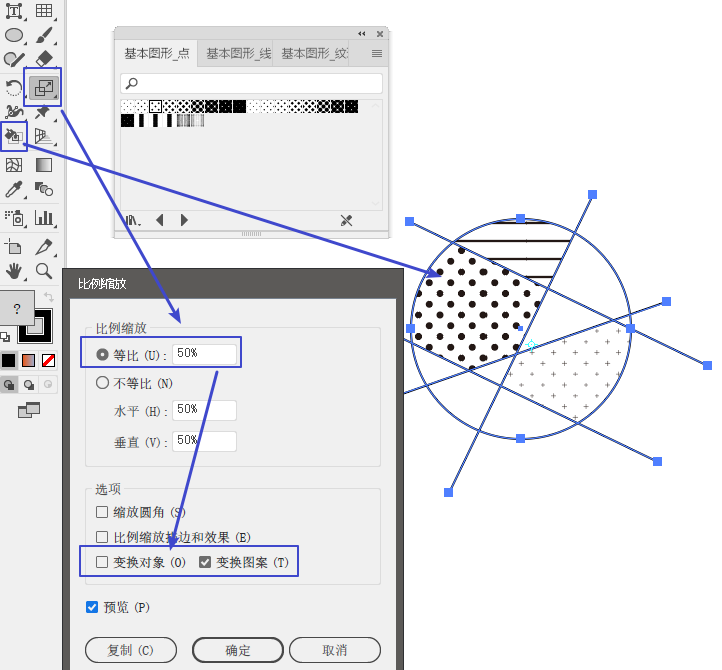 基本图形_点 基本图形_线 基本图形_纹
?
比例缩放
比例缩放
等比 (U): 50%
不等比 (N)
水平 (H): 50%
垂直 (V): 50%
选项
缩放圆角 (S)
比例缩放描边和效果 (E)
变换对象 (O) 变换图案 (T)
预览 (P)
复制 (C) 确定 取消